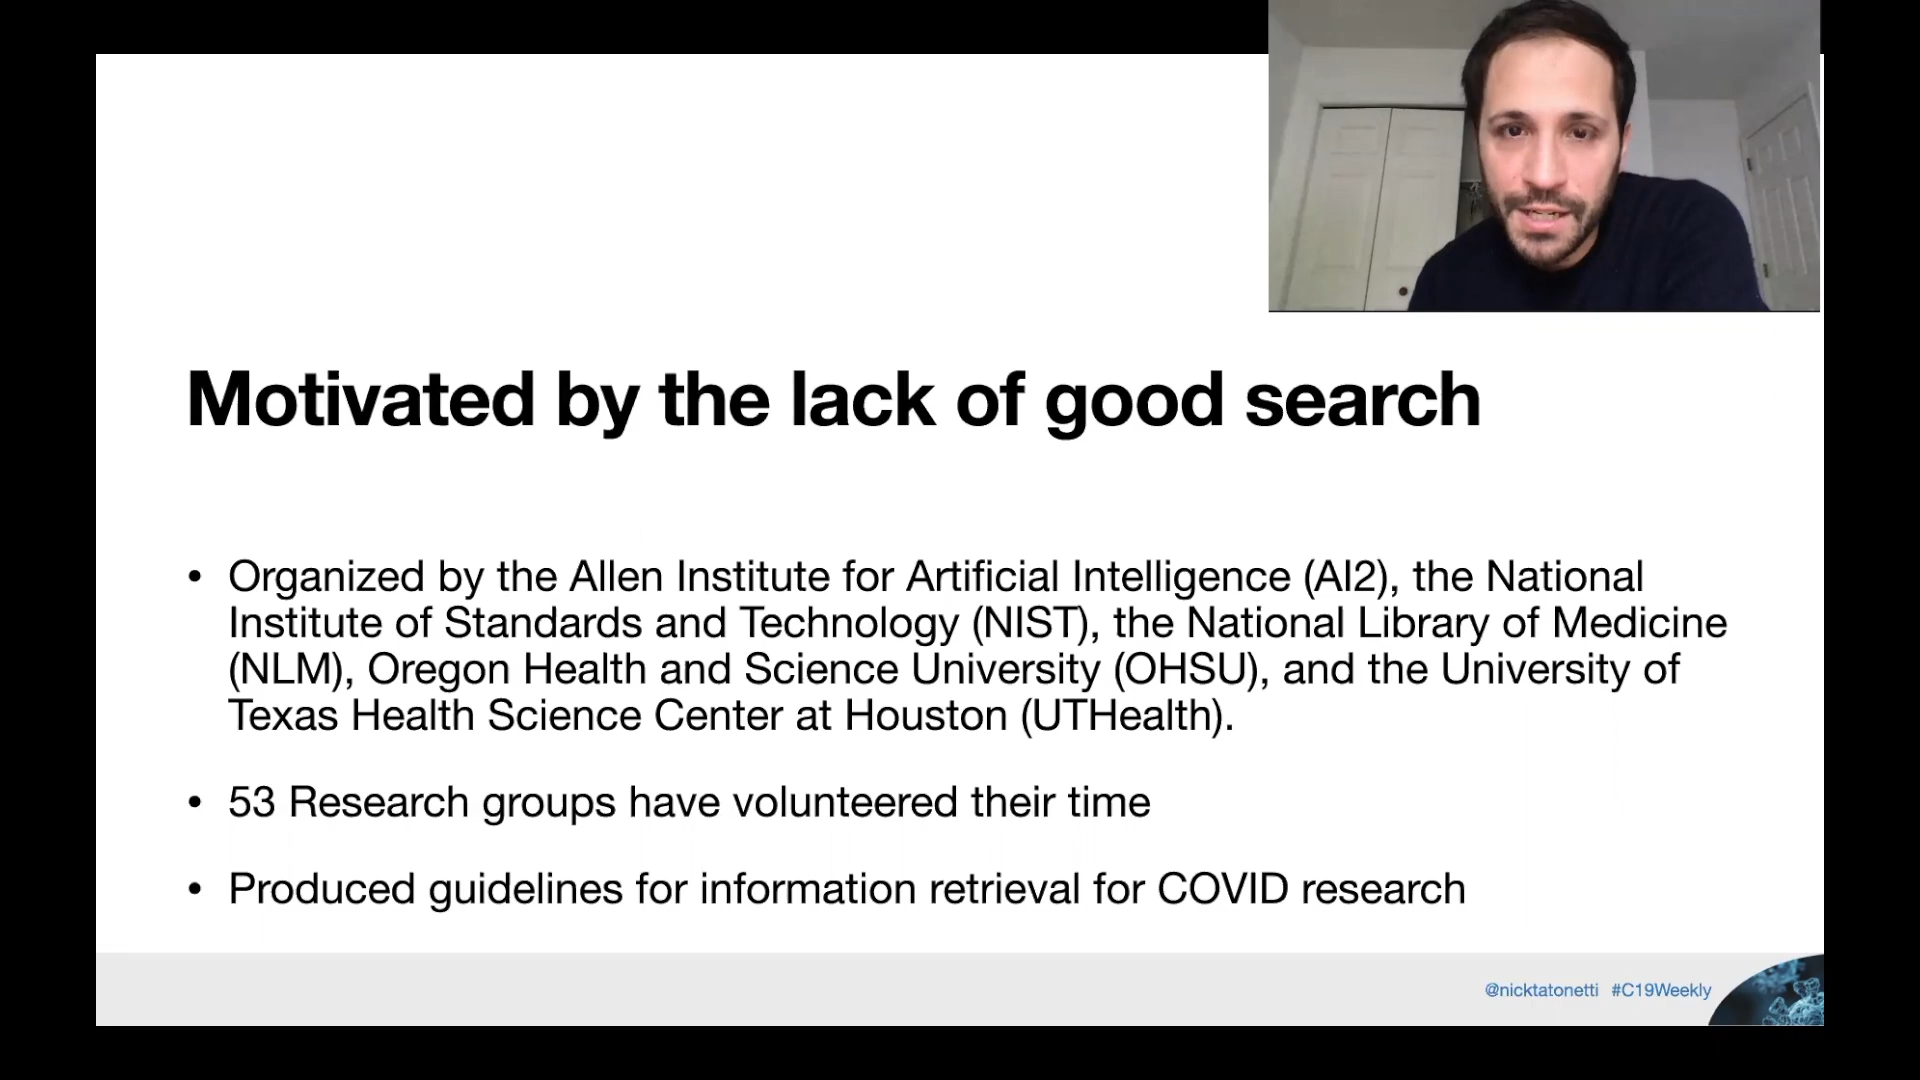 Motivated by the lack of good search
• Organized by the Allen Institute for Artificial Intelligence (AI2), the National
Institute of Standards and Technology (NIST), the National Library of Medicine
(NLM), Oregon Health and Science University (OHSU), and the University of
Texas Health Science Center at Houston (UTHealth).
• 53 Research groups have volunteered their time
• Produced guidelines for information retrieval for COVID research
@nicktatonetti #C19Weekly